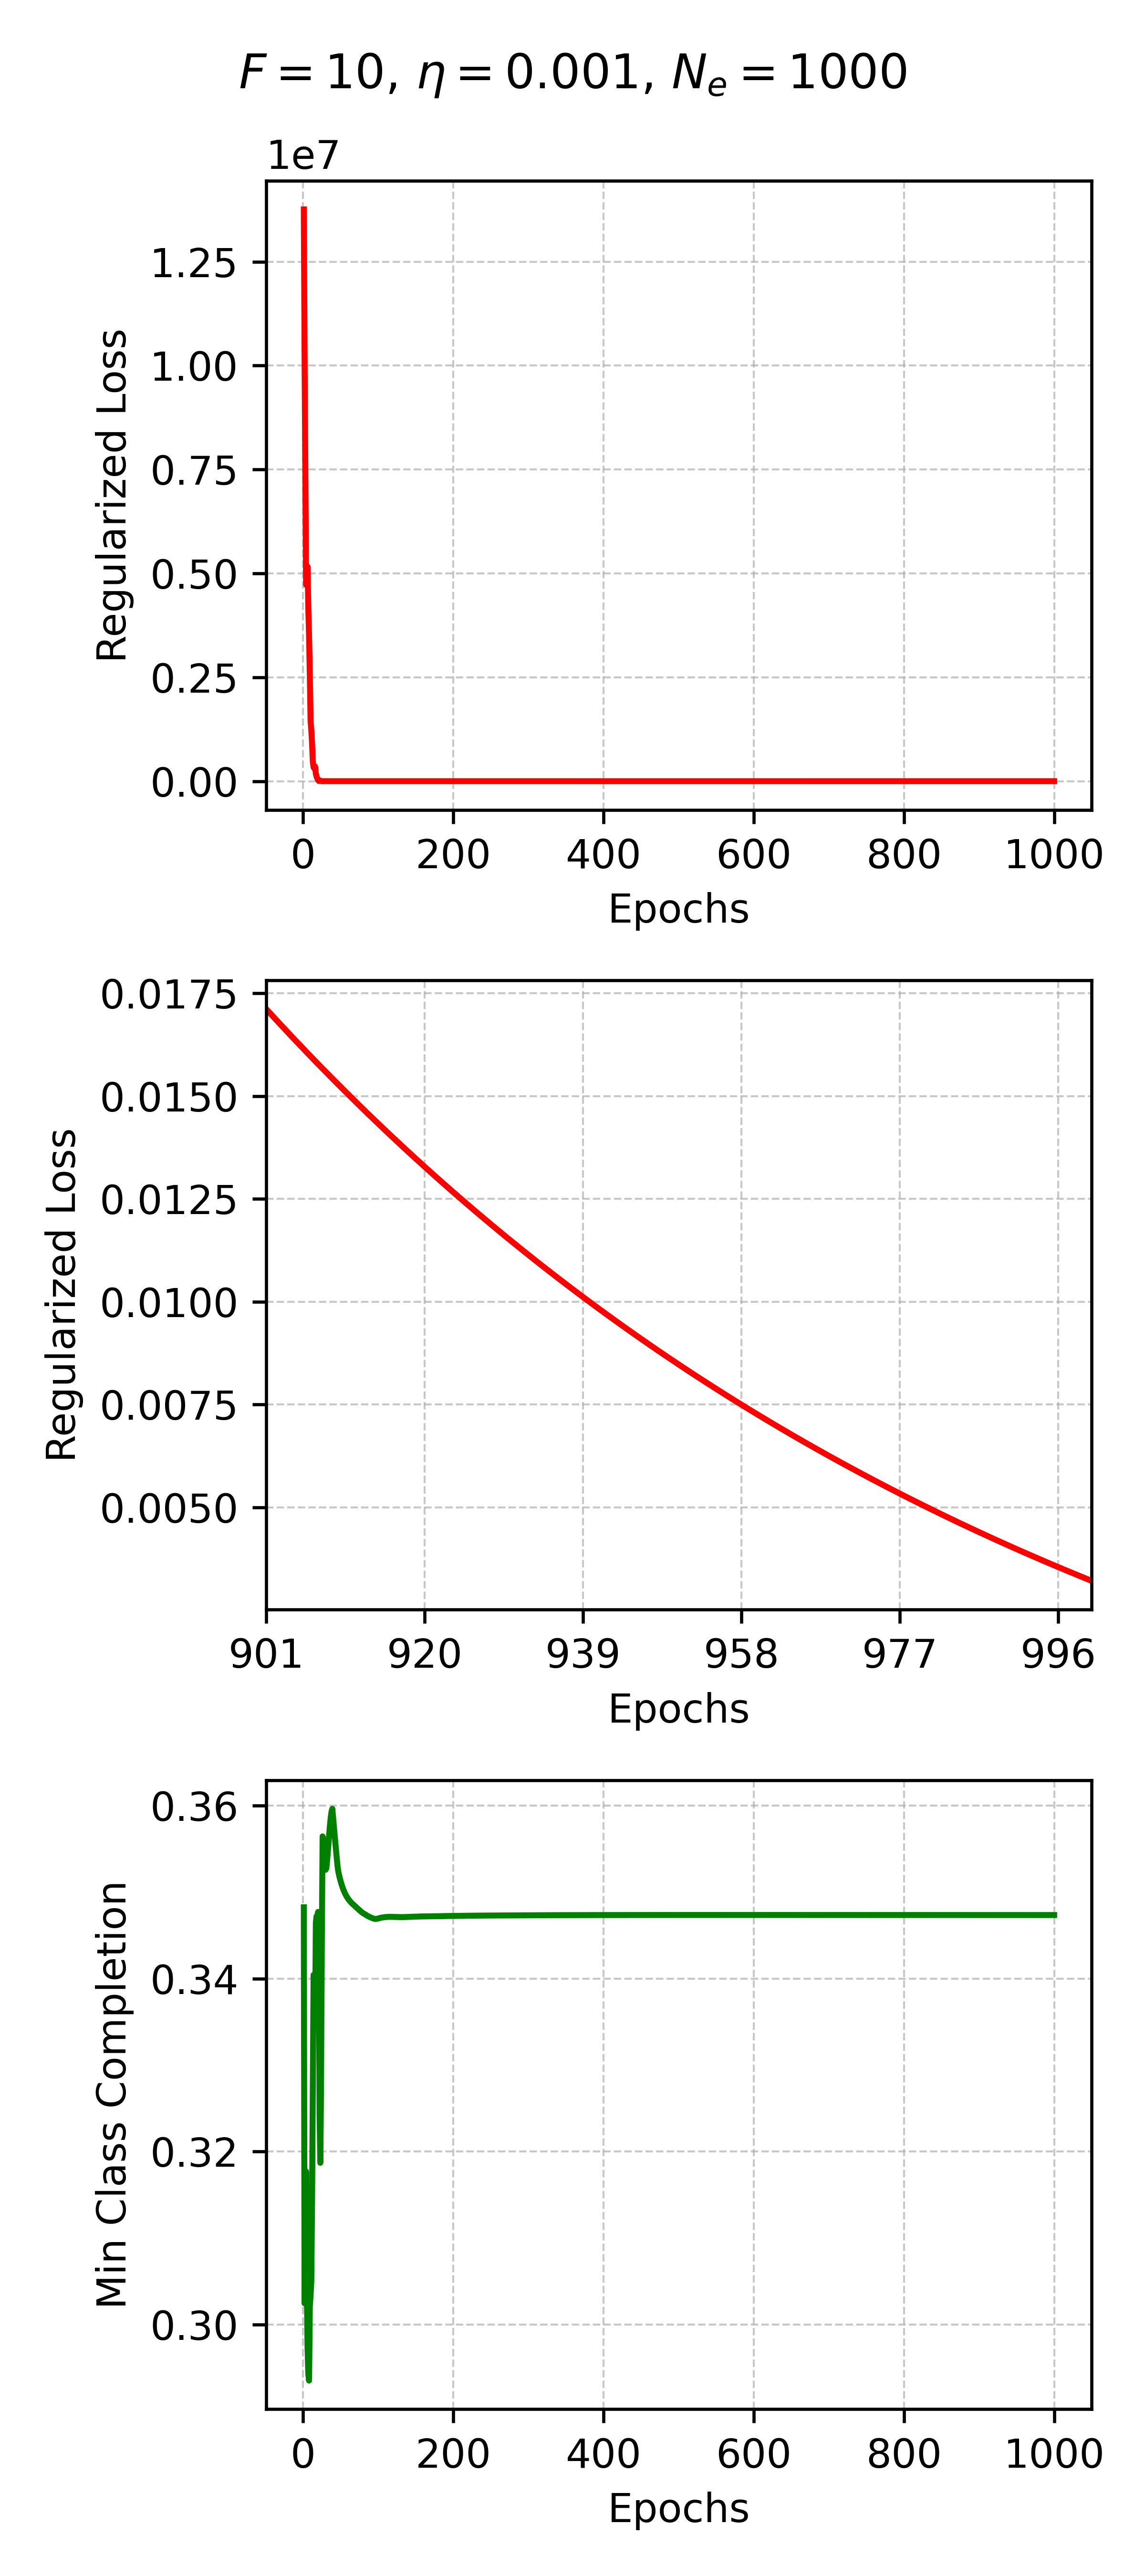 F = 10, η = 0.001, Nₑ = 1000
1e7
Regularized Loss
1.25
1.00
0.75
0.50
0.25
0.00
0 200 400 600 800 1000
Epochs
Regularized Loss
0.0175
0.0150
0.0125
0.0100
0.0075
0.0050
901 920 939 958 977 996
Epochs
Min Class Completion
0.36
0.34
0.32
0.30
0 200 400 600 800 1000
Epochs